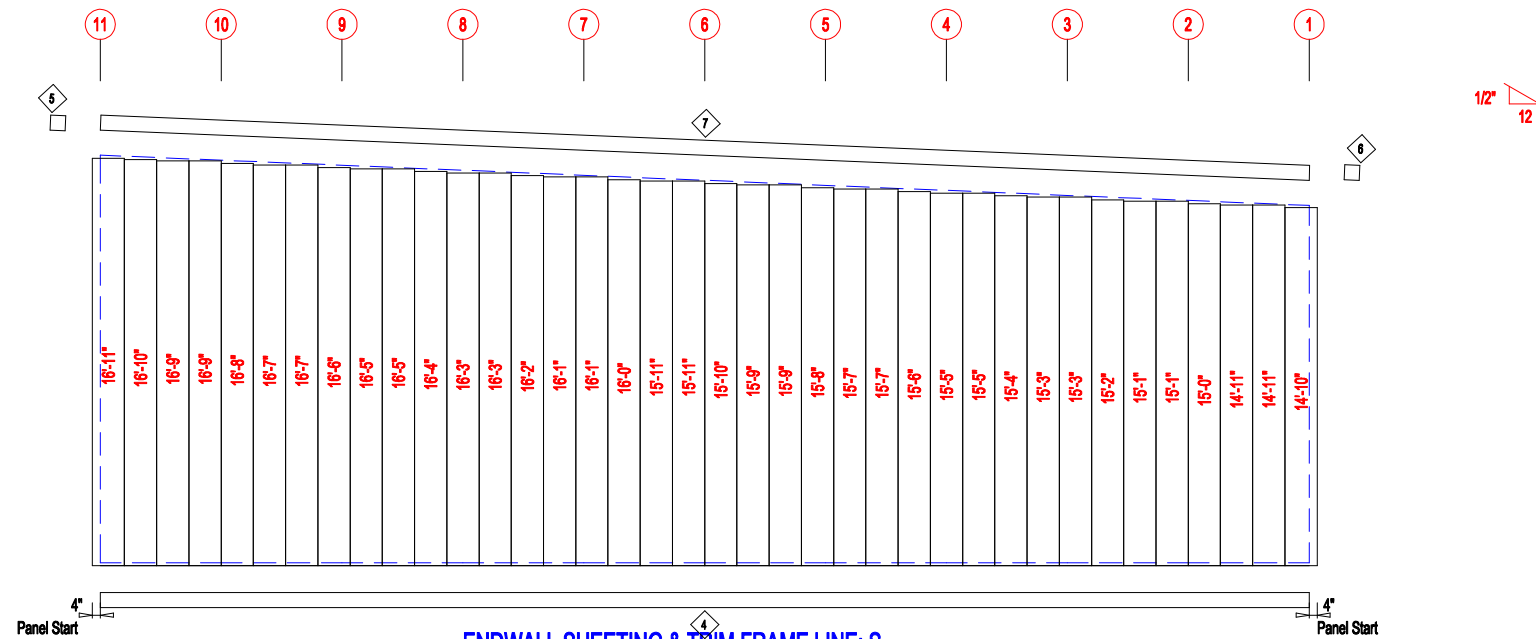 11 10 9 8 7 6 5 4 3 2 1
5
7
6
1/2"
12
16'-11" 16'-10" 16'-9" 16'-9" 16'-8" 16'-7" 16'-7" 16'-6" 16'-5" 16'-5" 16'-4" 16'-3" 16'-3" 16'-2" 16'-1" 16'-1" 16'-0" 15'-11" 15'-11" 15'-10" 15'-9" 15'-9" 15'-8" 15'-7" 15'-7" 15'-6" 15'-5" 15'-5" 15'-4" 15'-3" 15'-3" 15'-2" 15'-1" 15'-1" 15'-0" 14'-11" 14'-11" 14'-10"
4" 4"
Panel Start 4 Panel Start
ENDWALL SHEETING & TRIM FRAME LINE: